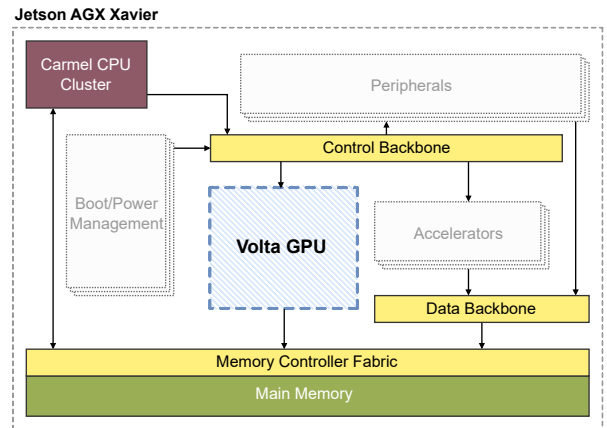 Jetson AGX Xavier
Carmel CPU
Cluster
Peripherals
Control Backbone
Boot/Power
Management
Volta GPU
Accelerators
Data Backbone
Memory Controller Fabric
Main Memory